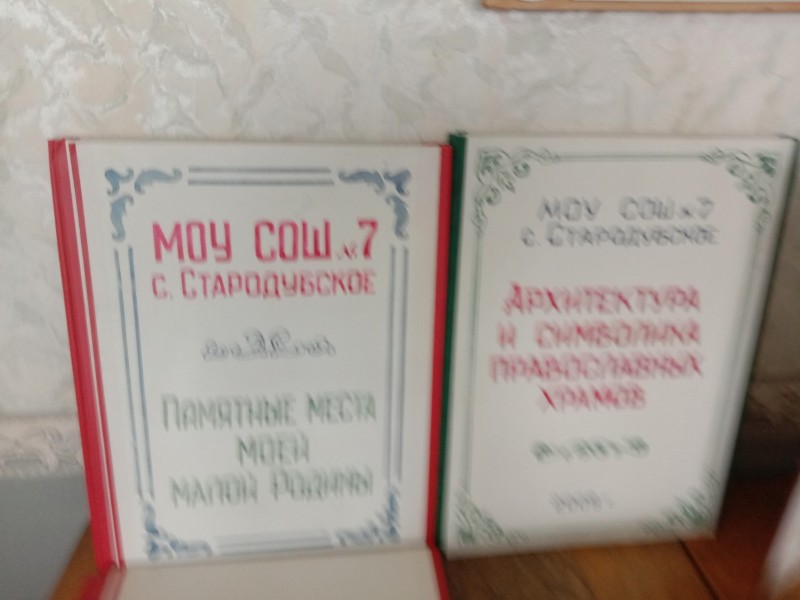 МОУ СОШ №7
с. Стародубское
Памятные места
моей
малой Родины
МОУ СОШ №7
с. Стародубское
Архитектура
и символика
православных
храмов